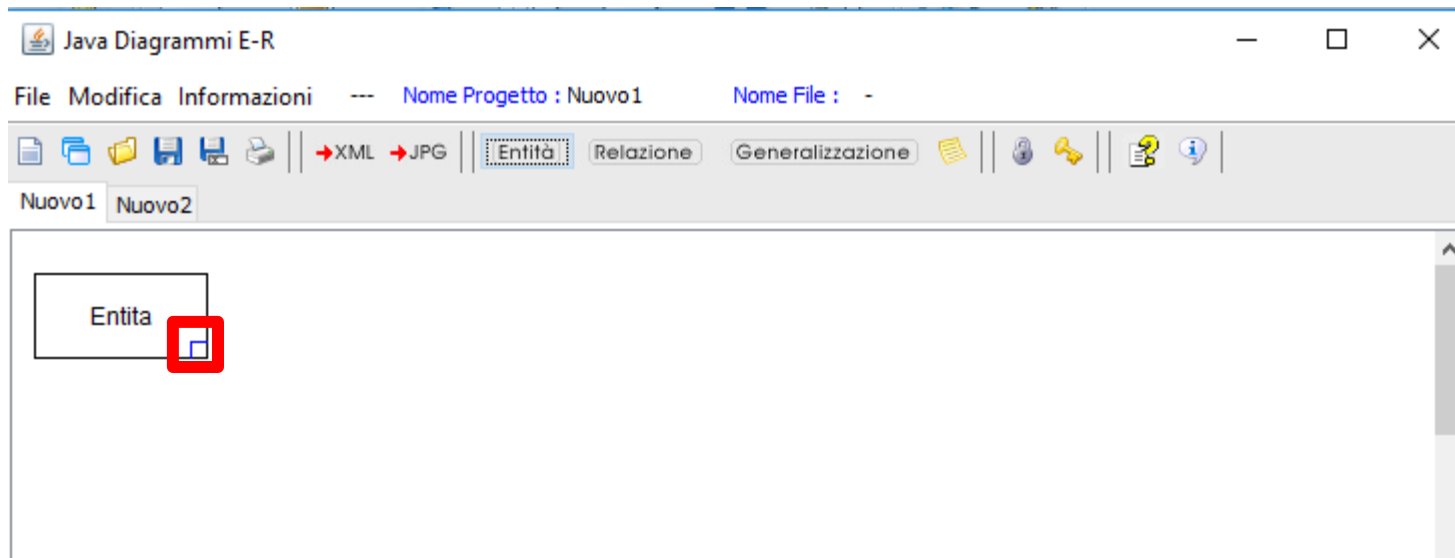 Java Diagrammi E-R
File Modifica Informazioni --- Nome Progetto : Nuovo1 Nome File : -
➔XML ➔JPG Entità Relazione Generalizzazione
Nuovo1 Nuovo2
Entita